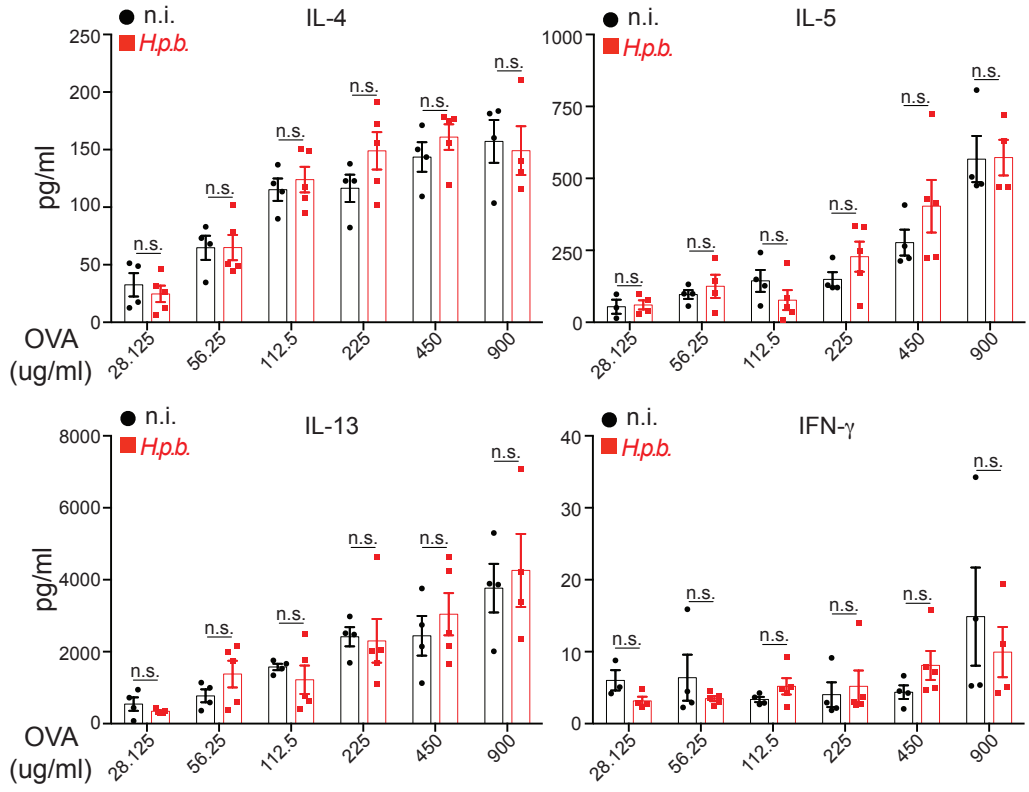 n.i.
H.p.b.
IL-4
pg/ml
250
200
150
100
50
0
n.s.
n.s.
n.s.
n.s.
n.s.
n.s.
OVA
(ug/ml)
28.125
56.25
112.5
225
450
900
n.i.
H.p.b.
IL-5
1000
750
500
250
0
n.s.
n.s.
n.s.
n.s.
n.s.
n.s.
28.125
56.25
112.5
225
450
900
n.i.
H.p.b.
IL-13
pg/ml
8000
6000
4000
2000
0
n.s.
n.s.
n.s.
n.s.
n.s.
n.s.
OVA
(ug/ml)
28.125
56.25
112.5
225
450
900
n.i.
H.p.b.
IFN-γ
40
30
20
10
0
n.s.
n.s.
n.s.
n.s.
n.s.
n.s.
28.125
56.25
112.5
225
450
900